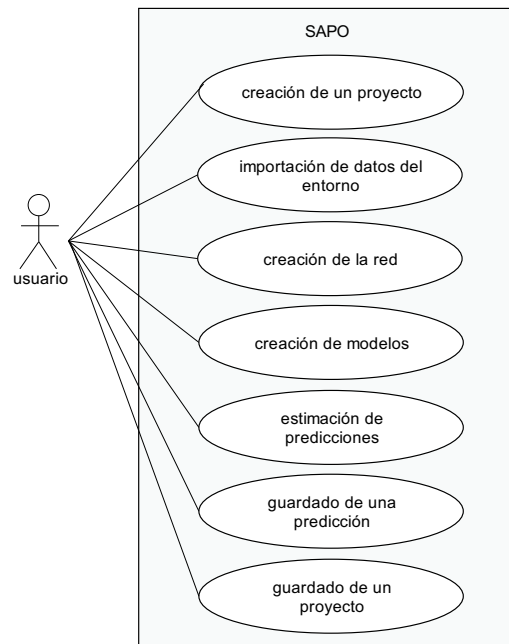 SAPO
creación de un proyecto
importación de datos del
entorno
creación de la red
usuario
creación de modelos
estimación de
predicciones
guardado de una
predicción
guardado de un
proyecto